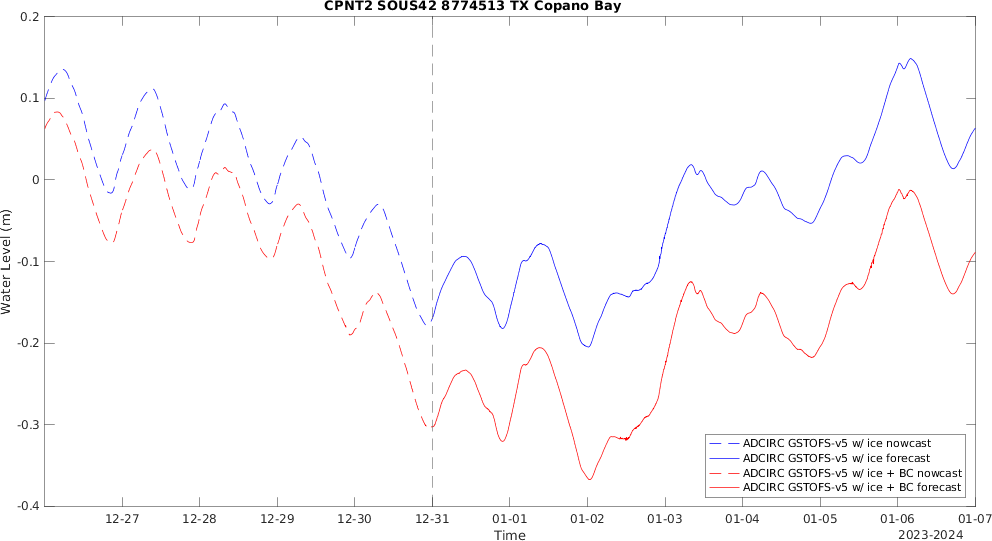 CPNT2 SOUS42 8774513 TX Copano Bay
0.2
0.1
0
-0.1
-0.2
-0.3
-0.4
Water Level (m)
ADCIRC GSTOFS-v5 w/ ice nowcast
ADCIRC GSTOFS-v5 w/ ice forecast
ADCIRC GSTOFS-v5 w/ ice + BC nowcast
ADCIRC GSTOFS-v5 w/ ice + BC forecast
12-27 12-28 12-29 12-30 12-31 01-01 01-02 01-03 01-04 01-05 01-06 01-07
Time
2023-2024